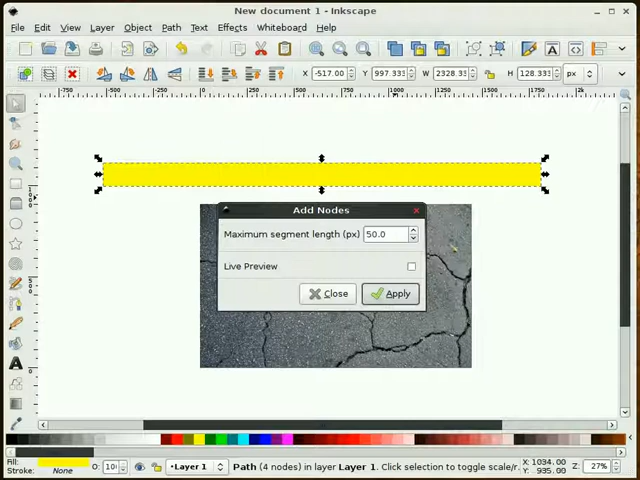 New document 1 - Inkscape
File Edit View Layer Object Path Text Effects Whiteboard Help
X -517.00 Y 997.333 W 2328.33 H 128.333 px
-750 -500 -250 0 250 500 750 1000 1250 1500 1750 2k
Add Nodes
Maximum segment length (px) 50.0
Live Preview
Close Apply
Fill:
Stroke: None
O: 10
Layer 1
Path (4 nodes) in layer Layer 1. Click selection to toggle scale/r
X: 1034.00
Y: 935.00
Z: 27%